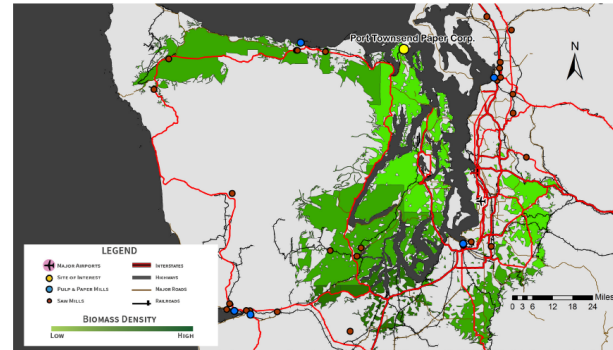 Port Townsend Paper Corp.
N
LEGEND
Major Airports
Interstates
Site of Interest
Highways
Pulp & Paper Mills
Major Roads
Saw Mills
Railroads
Biomass Density
Low High
0 3 6 12 18 24 Miles